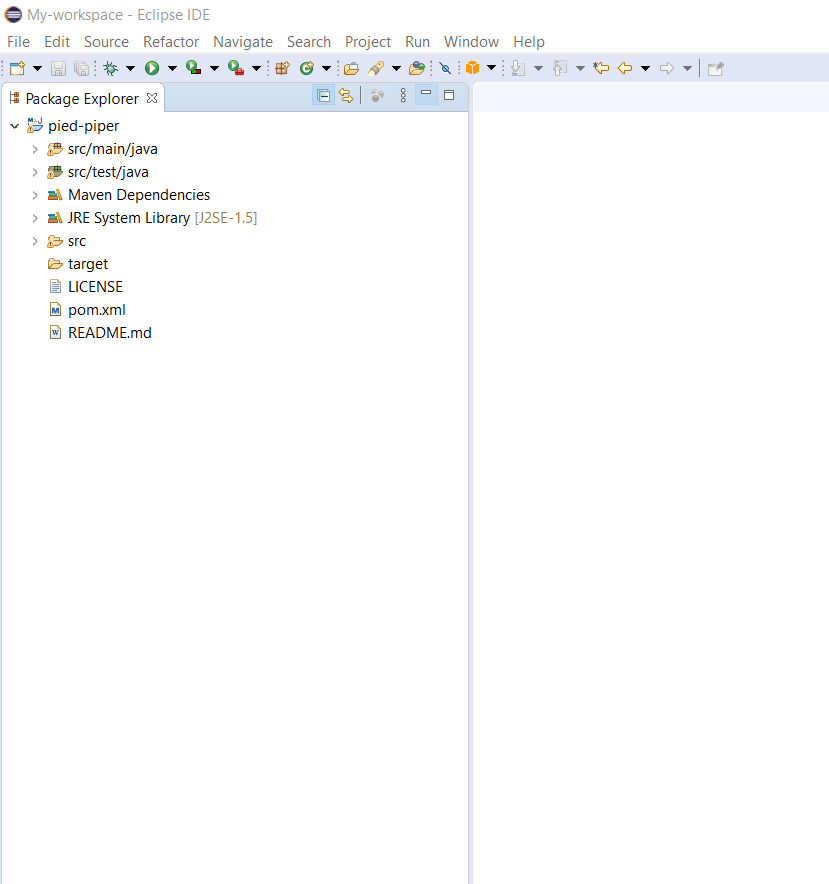 My-workspace - Eclipse IDE
File Edit Source Refactor Navigate Search Project Run Window Help
Package Explorer
pied-piper
src/main/java
src/test/java
Maven Dependencies
JRE System Library [J2SE-1.5]
src
target
LICENSE
pom.xml
README.md